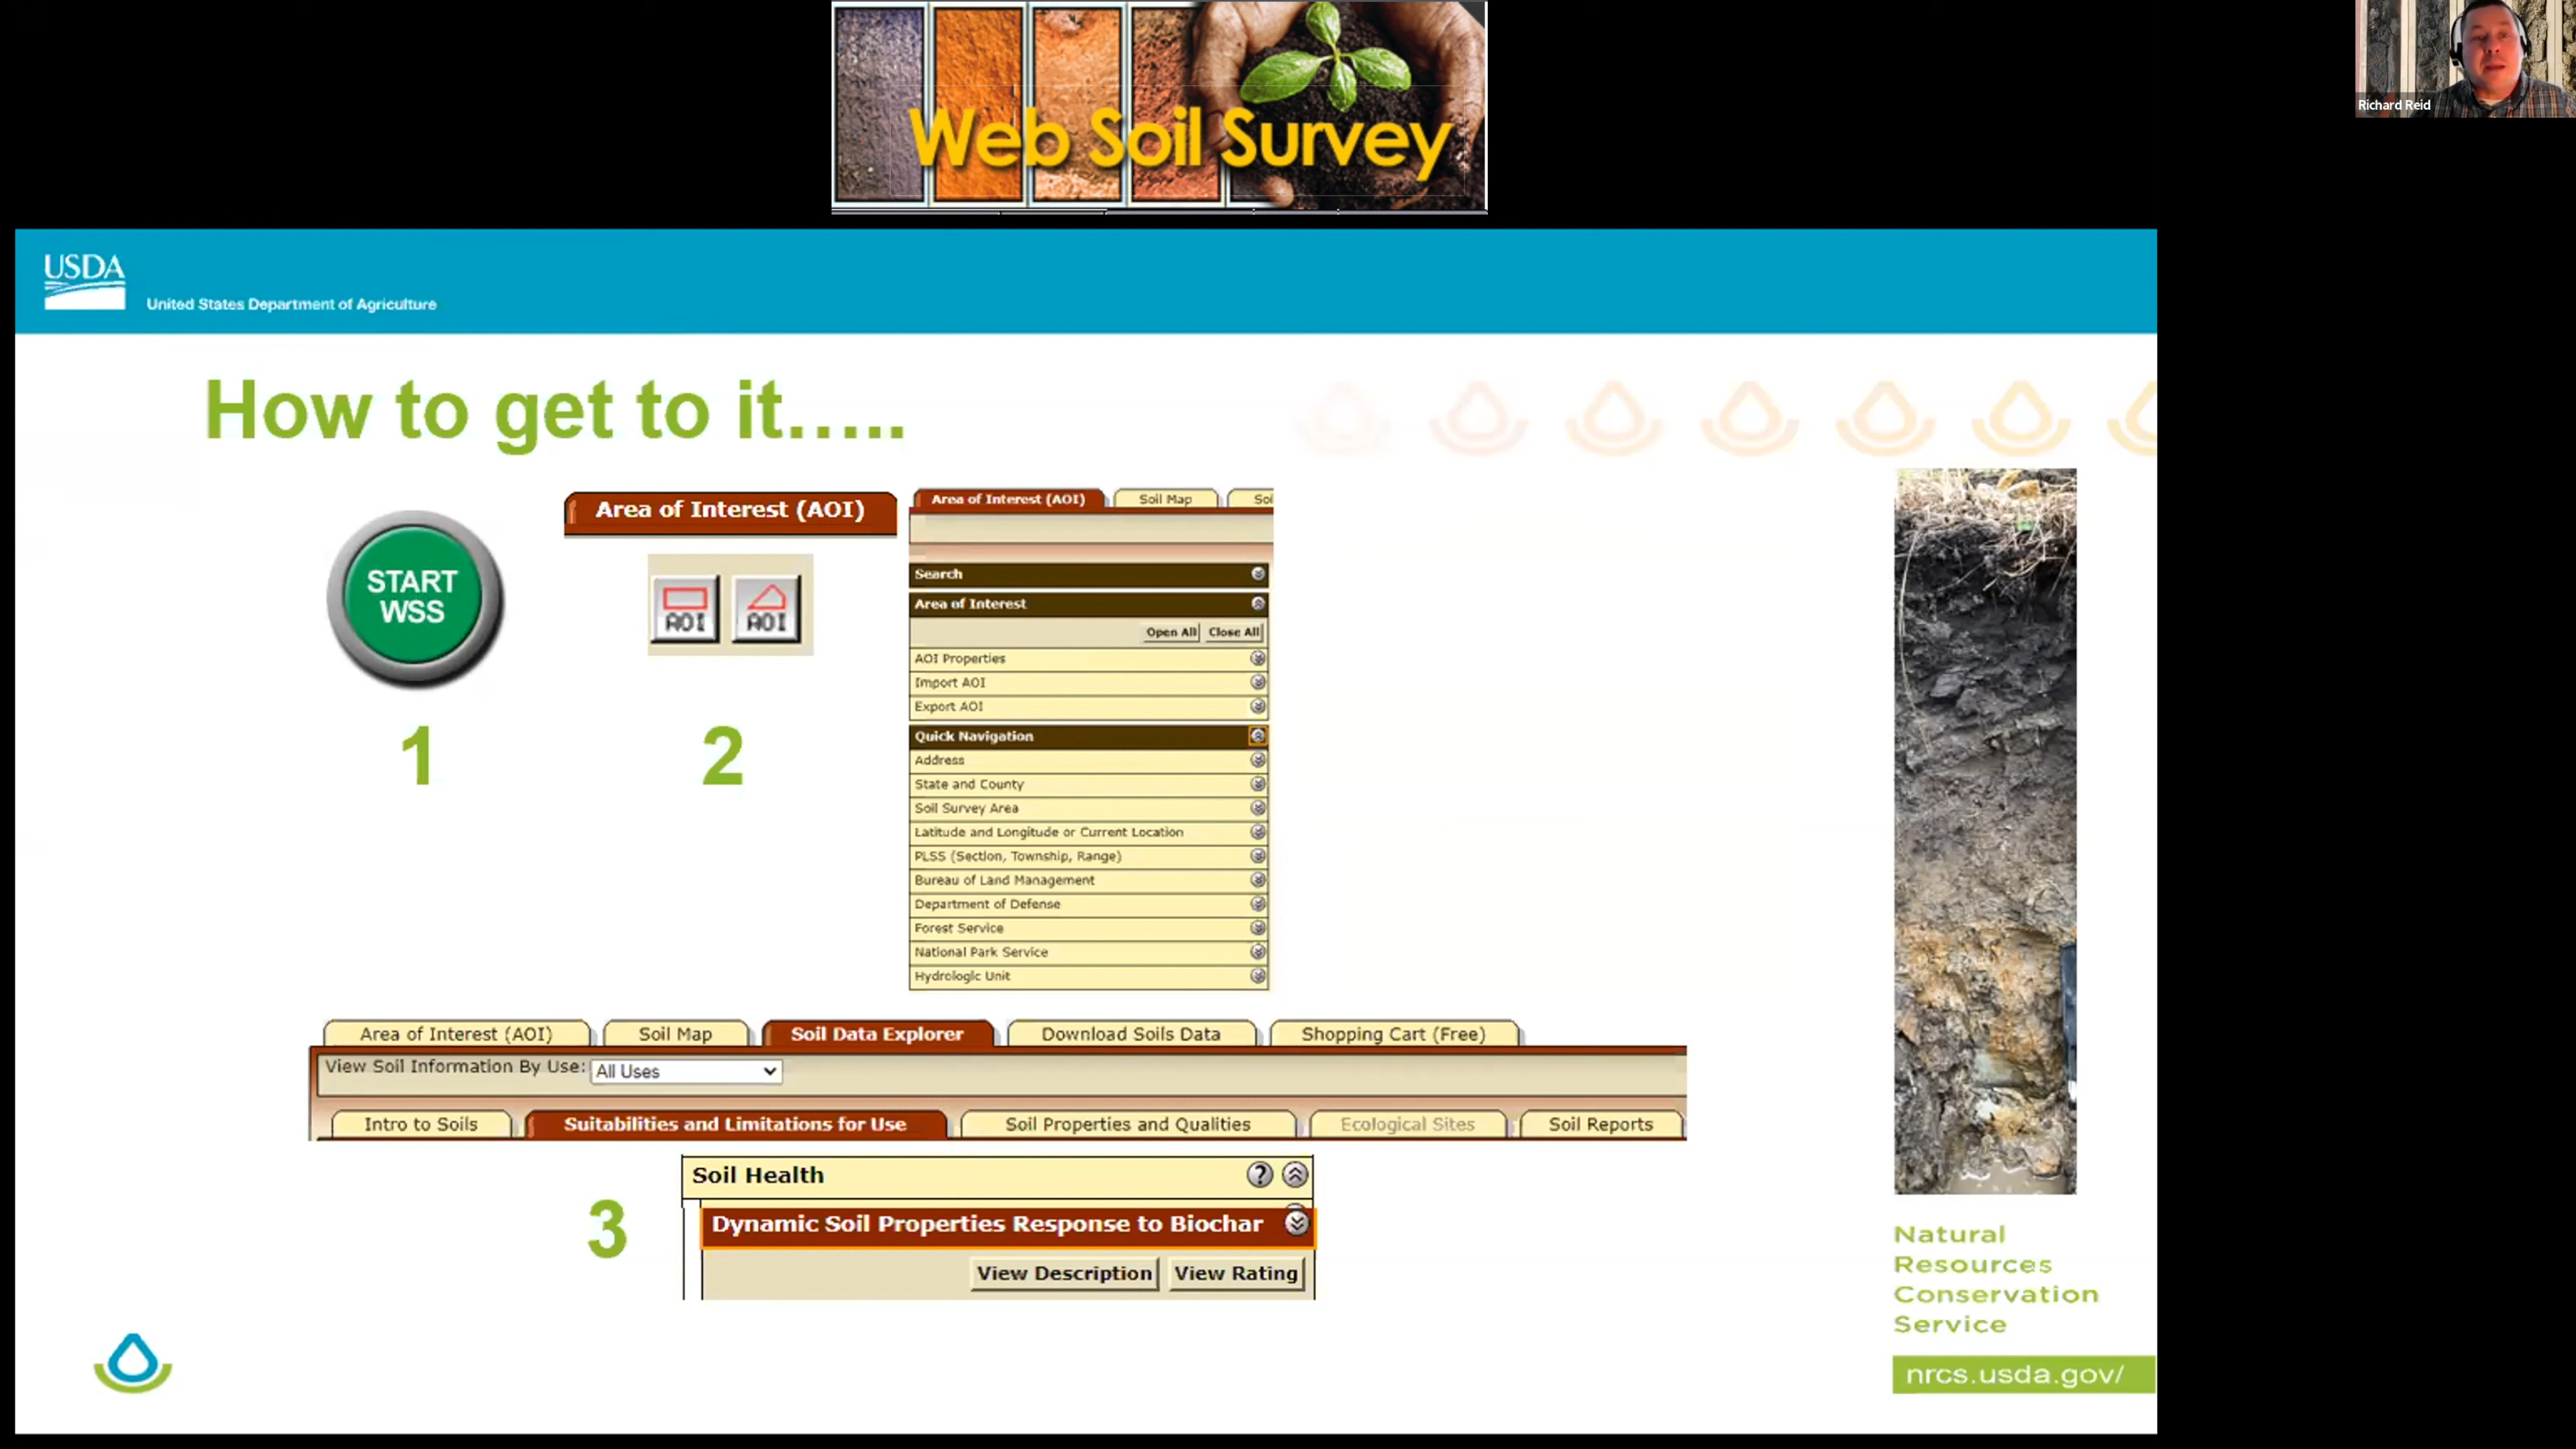 Web Soil Survey
Richard Reid
USDA
United States Department of Agriculture
How to get to it.....
START
WSS
1
Area of Interest (AOI)
AOI
AOI
2
Area of Interest (AOI)
Soil Map
Soi
Search
Area of Interest
Open All
Close All
AOI Properties
Import AOI
Export AOI
Quick Navigation
Address
State and County
Soil Survey Area
Latitude and Longitude or Current Location
PLSS (Section, Township, Range)
Bureau of Land Management
Department of Defense
Forest Service
National Park Service
Hydrologic Unit
Area of Interest (AOI)
Soil Map
Soil Data Explorer
Download Soils Data
Shopping Cart (Free)
View Soil Information By Use:
All Uses
Intro to Soils
Suitabilities and Limitations for Use
Soil Properties and Qualities
Ecological Sites
Soil Reports
3
Soil Health
?
Dynamic Soil Properties Response to Biochar
View Description
View Rating
Natural
Resources
Conservation
Service
nrcs.usda.gov/